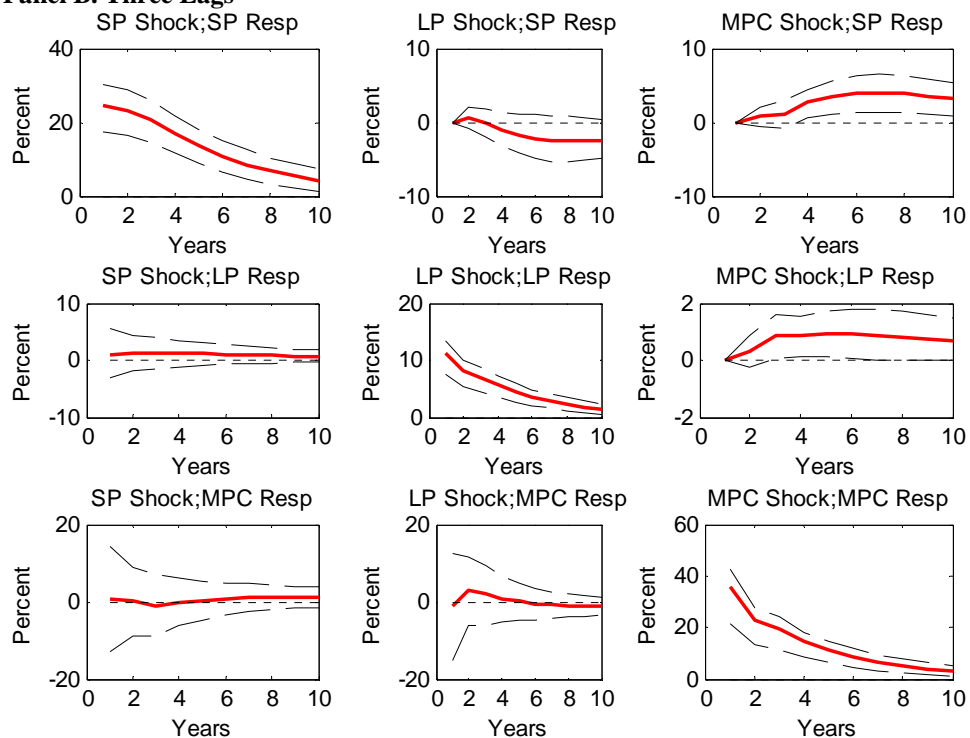 Panel B. Three Lags
SP Shock;SP Resp
LP Shock;SP Resp
MPC Shock;SP Resp
40
20
0
Percent
0 2 4 6 8 10
Years
10
0
-10
Percent
0 2 4 6 8 10
Years
10
0
-10
Percent
0 2 4 6 8 10
Years
SP Shock;LP Resp
LP Shock;LP Resp
MPC Shock;LP Resp
10
0
-10
Percent
0 2 4 6 8 10
Years
20
10
0
Percent
0 2 4 6 8 10
Years
2
0
-2
Percent
0 2 4 6 8 10
Years
SP Shock;MPC Resp
LP Shock;MPC Resp
MPC Shock;MPC Resp
20
0
-20
Percent
0 2 4 6 8 10
Years
20
0
-20
Percent
0 2 4 6 8 10
Years
60
40
20
0
Percent
0 2 4 6 8 10
Years